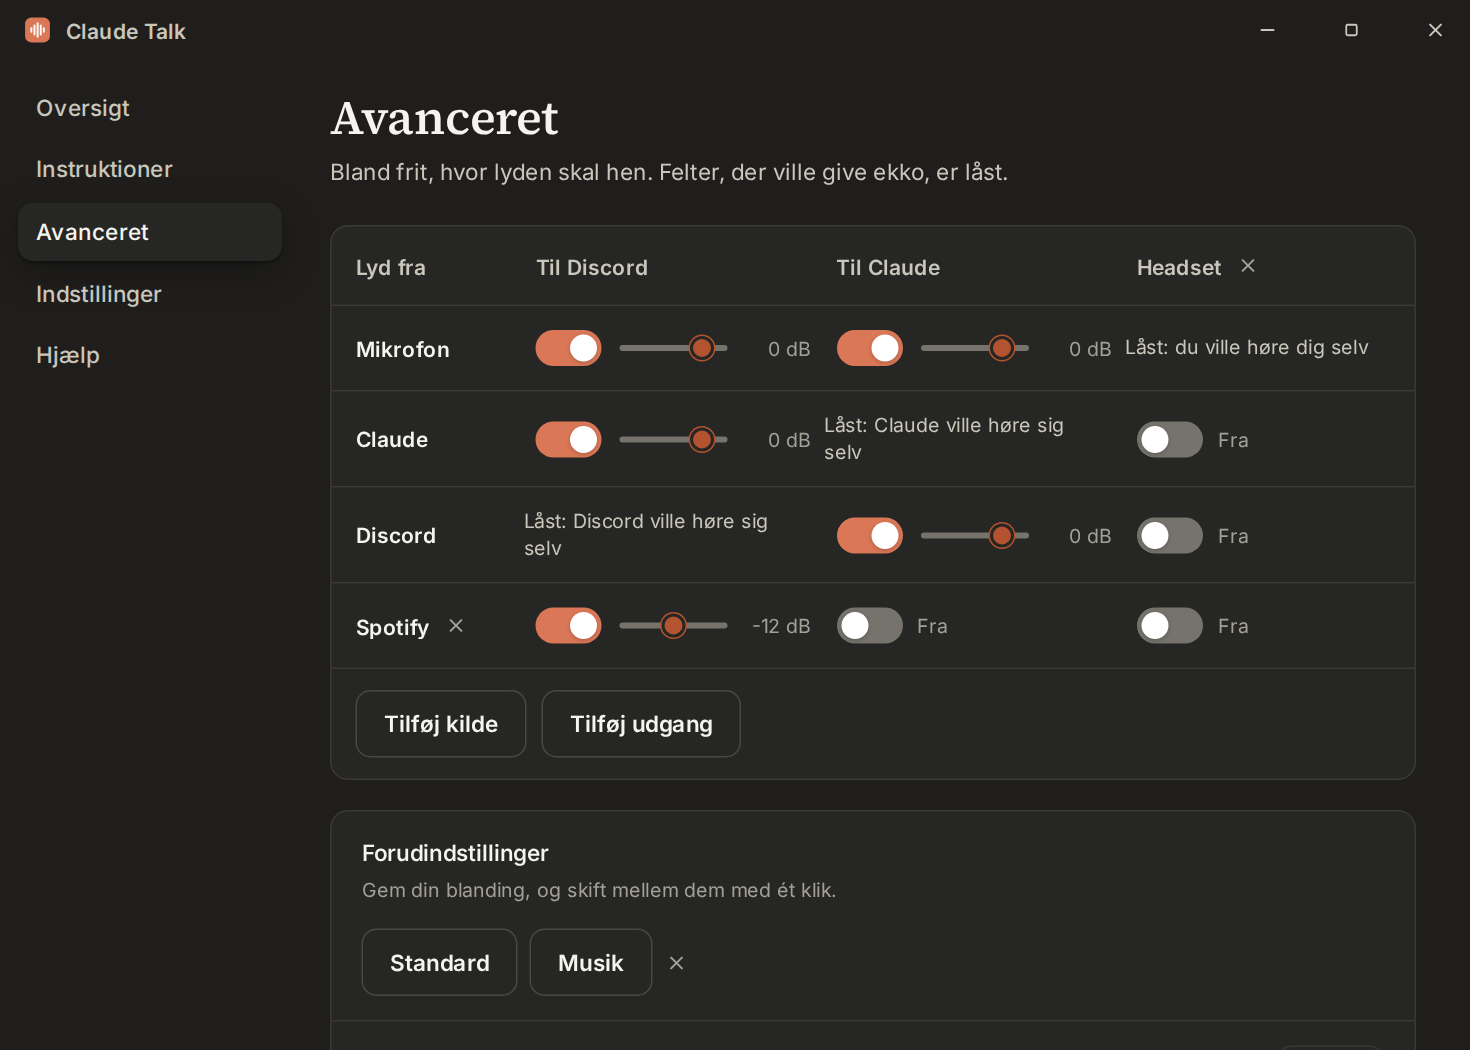 Claude Talk
Oversigt
Instruktioner
Avanceret
Indstillinger
Hjælp
Avanceret
Bland frit, hvor lyden skal hen. Felter, der ville give ekko, er låst.
Lyd fra Til Discord Til Claude Headset
Mikrofon 0 dB 0 dB Låst: du ville høre dig selv
Claude 0 dB Låst: Claude ville høre sig
selv Fra
Discord Låst: Discord ville høre sig
selv 0 dB Fra
Spotify -12 dB Fra Fra
Tilføj kilde Tilføj udgang
Forudindstillinger
Gem din blanding, og skift mellem dem med ét klik.
Standard Musik